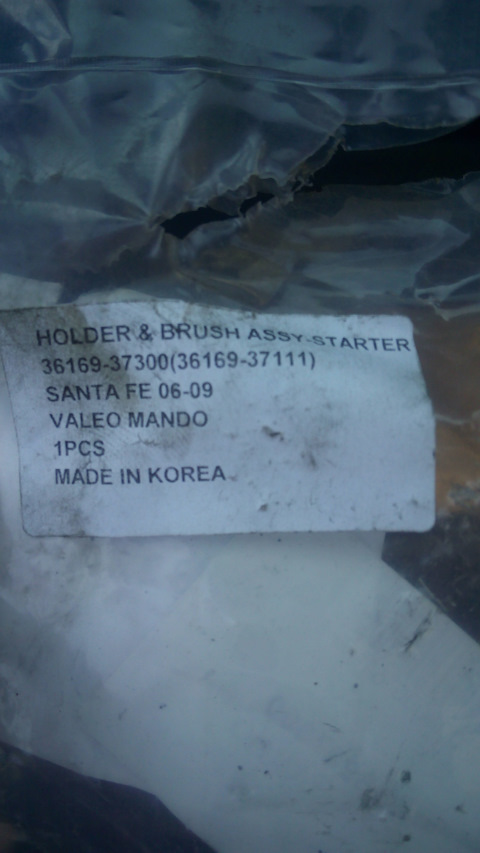 HOLDER & BRUSH ASSY-STARTER
36169-37300(36169-37111)
SANTA FE 06-09
VALEO MANDO
1PCS
MADE IN KOREA